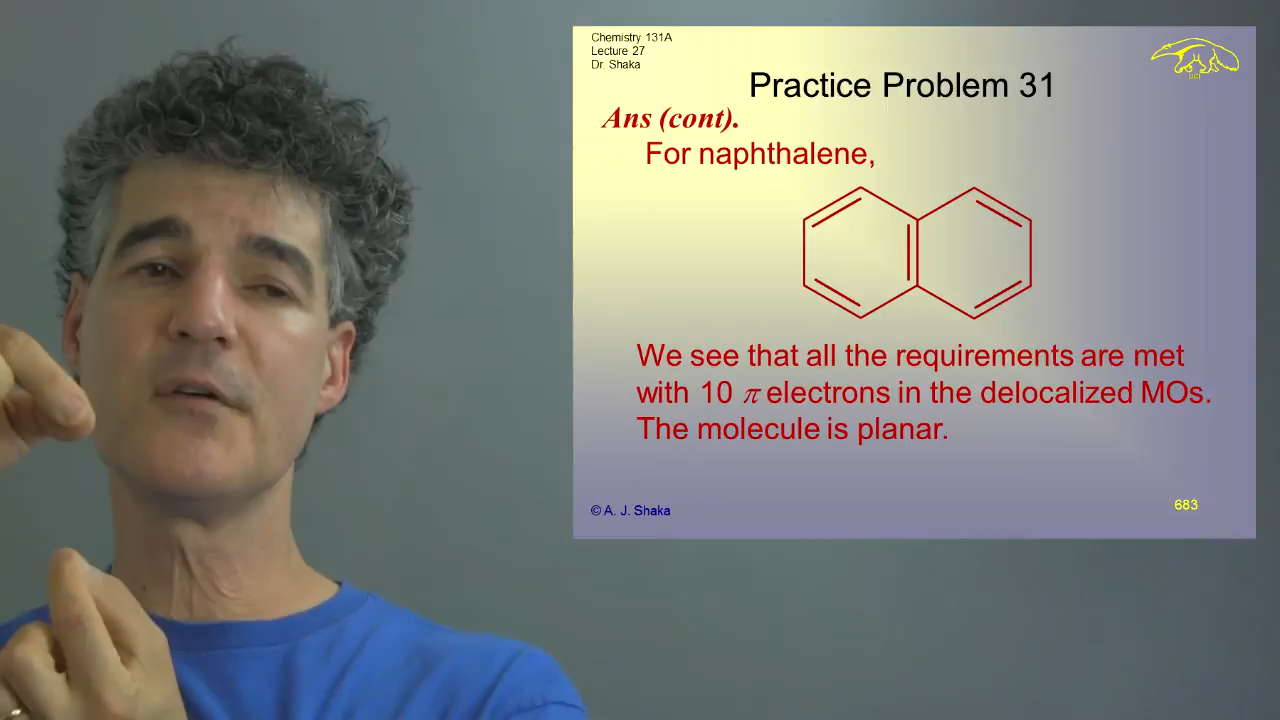 Chemistry 131A
Lecture 27
Dr. Shaka
Practice Problem 31
Ans (cont).
For naphthalene,
We see that all the requirements are met
with 10 π electrons in the delocalized MOs.
The molecule is planar.
© A. J. Shaka
683